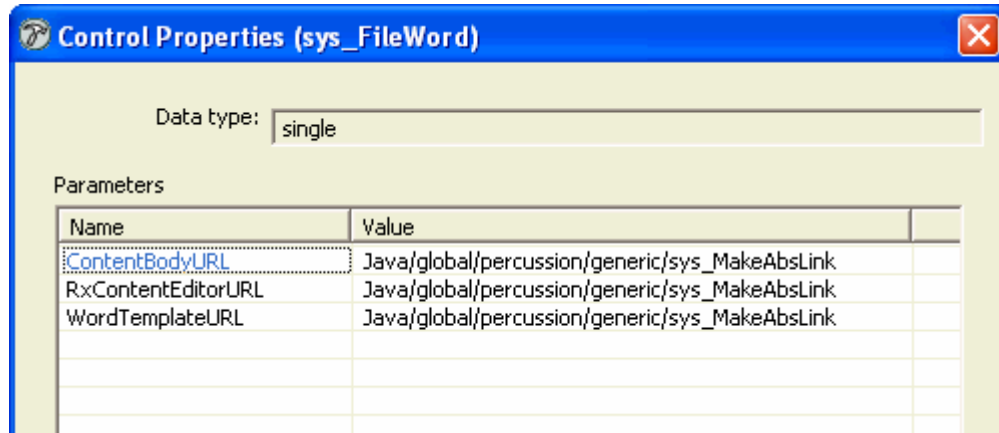 Control Properties (sys_FileWord)
Data type: single
Parameters
Name Value
ContentBodyURL Java/global/percussion/generic/sys_MakeAbsLink
RxContentEditorURL Java/global/percussion/generic/sys_MakeAbsLink
WordTemplateURL Java/global/percussion/generic/sys_MakeAbsLink